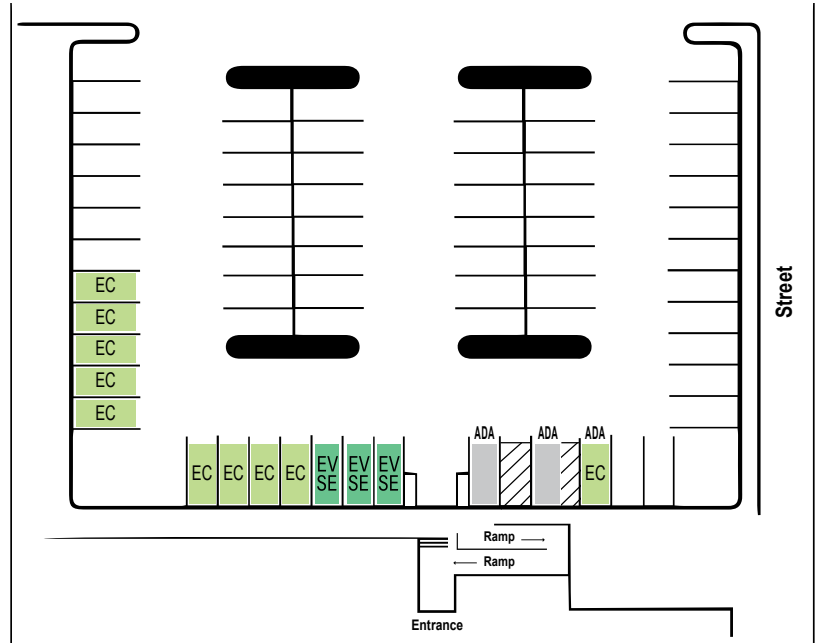 Street
EC
EC
EC
EC
EC
ADA ADA ADA
EC EC EC EC EV SE EV SE EV SE EC
Ramp
Ramp
Entrance